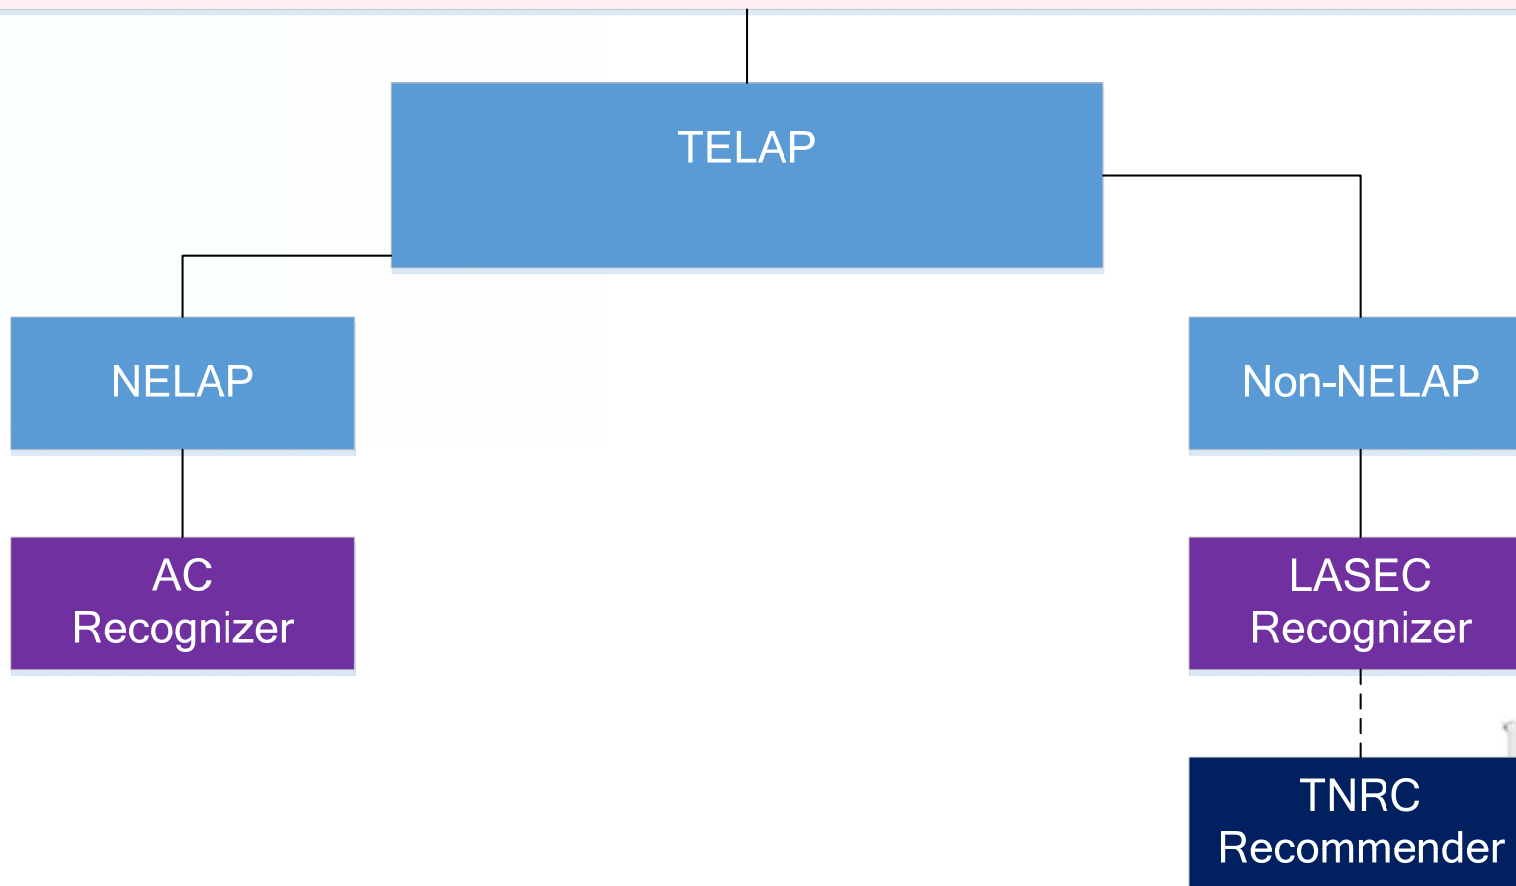 TELAP
NELAP
Non-NELAP
AC
Recognizer
LASEC
Recognizer
TNRC
Recommender